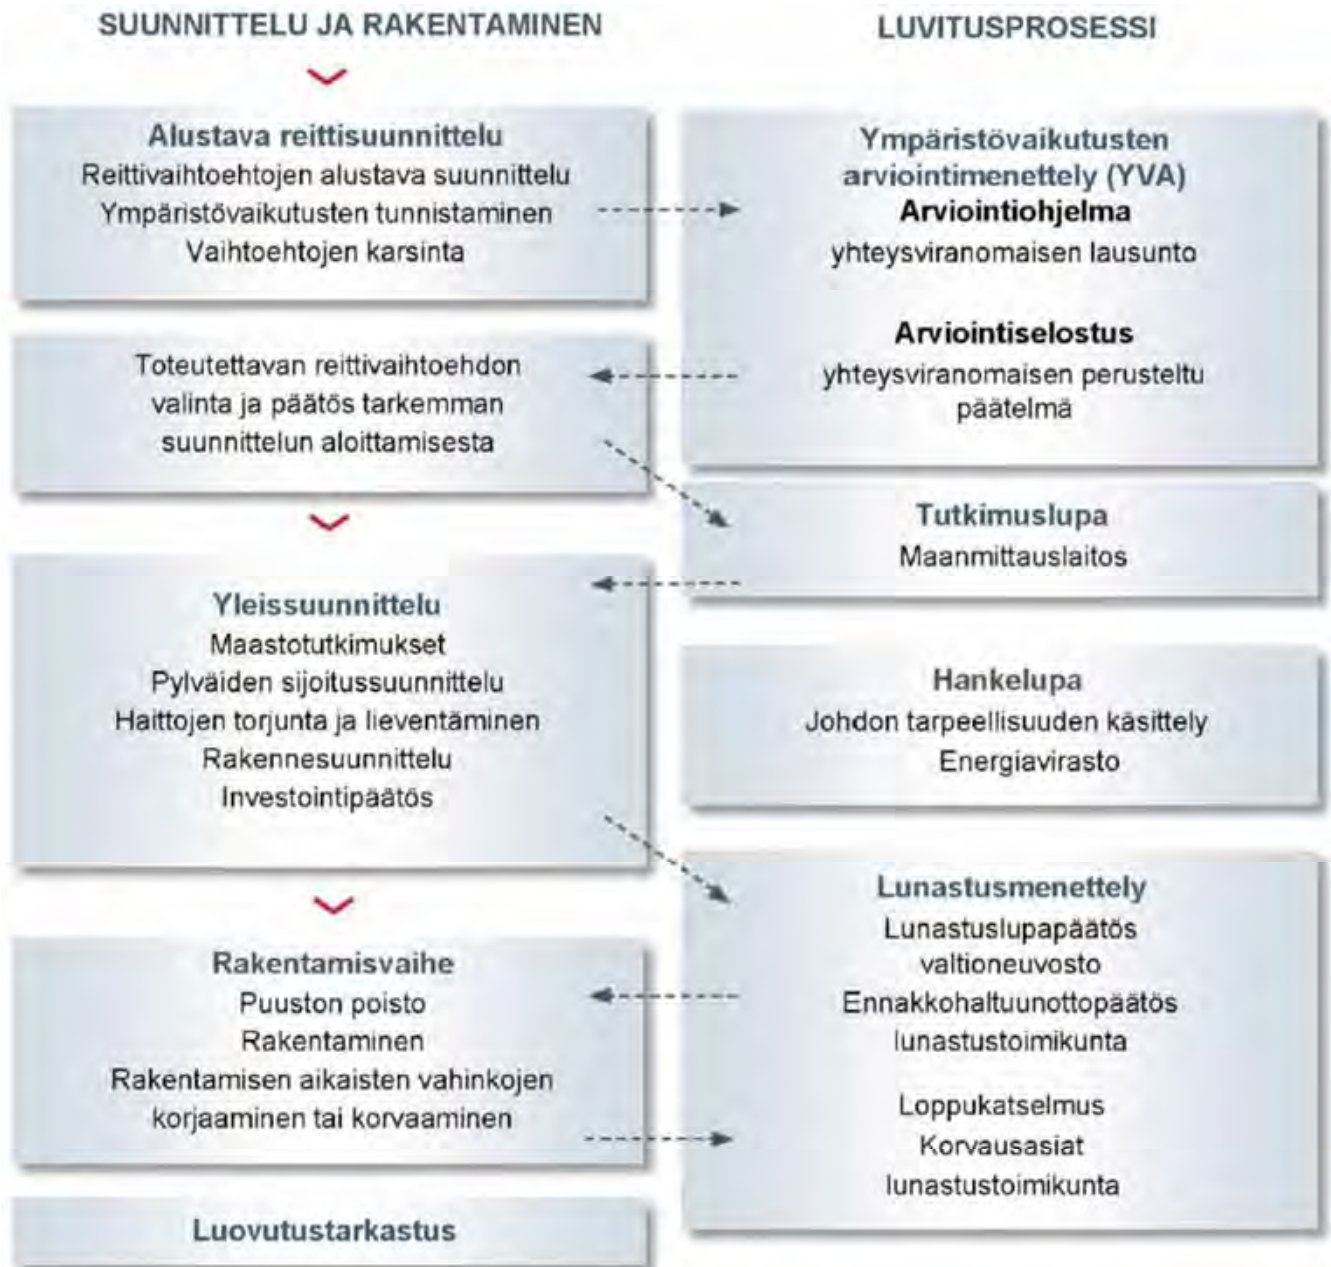 SUUNNITTELU JA RAKENTAMINEN
Alustava reittisuunnittelu
Reittivaihtoehtojen alustava suunnittelu
Ympäristövaikutusten tunnistaminen
Vaihtoehtojen karsinta
Toteutettavan reittivaihtoehdon
valinta ja päätös tarkemman
suunnittelun aloittamisesta
Yleissuunnittelu
Maastotutkimukset
Pylväiden sijoitussuunnittelu
Haittojen torjunta ja lieventäminen
Rakennesuunnittelu
Investointipäätös
Rakentamisvaihe
Puuston poisto
Rakentaminen
Rakentamisen aikaisten vahinkojen
korjaaminen tai korvaaminen
Luovutustarkastus
LUVITUSPROSESSI
Ympäristövaikutusten
arviointimenettely (YVA)
Arviointiohjelma
yhteysviranomaisen lausunto
Arviointiselostus
yhteysviranomaisen perusteltu
päätelmä
Tutkimuslupa
Maanmittauslaitos
Hankelupa
Johdon tarpeellisuuden käsittely
Energiavirasto
Lunastusmenettely
Lunastuslupapäätös
valtioneuvosto
Ennakkohaltuunottopäätös
lunastustoimikunta
Loppukatselmus
Korvausasiat
lunastustoimikunta